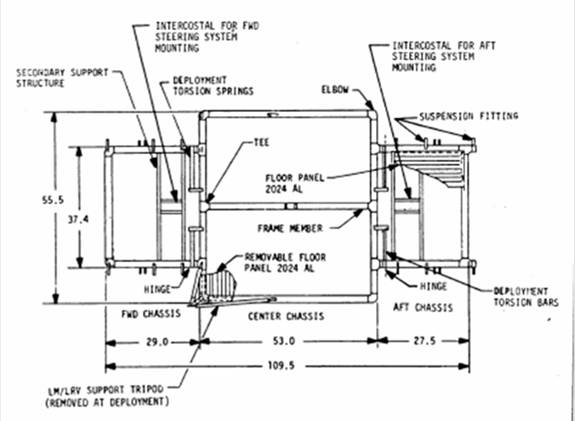 INTERCOSTAL FOR FWD
STEERING SYSTEM
MOUNTING
INTERCOSTAL FOR AFT
STEERING SYSTEM
MOUNTING
SECONDARY SUPPORT
STRUCTURE
DEPLOYMENT
TORSION SPRINGS
ELBOW
SUSPENSION FITTING
TEE
FLOOR PANEL
2024 AL
55.5
37.4
FRAME MEMBER
REMOVABLE FLOOR
PANEL 2024 AL
HINGE
HINGE
DEPLOYMENT
TORSION BARS
FWD CHASSIS
CENTER CHASSIS
AFT CHASSIS
29.0
53.0
27.5
109.5
LM/LRV SUPPORT TRIPOD
(REMOVED AT DEPLOYMENT)